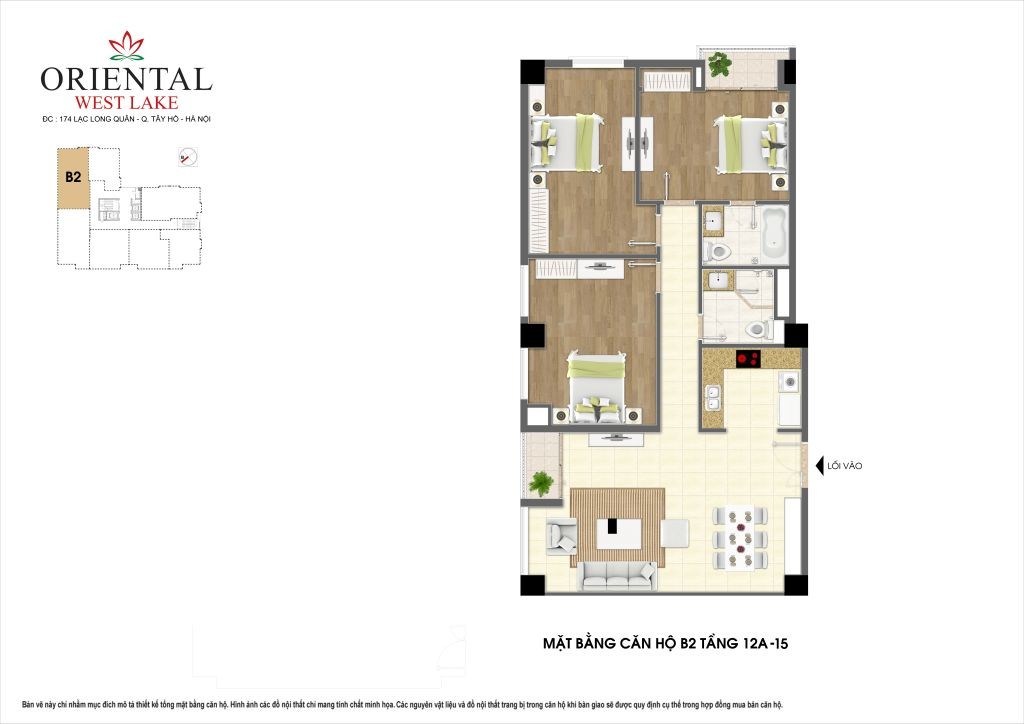 ORIENTAL
WEST LAKE
ĐC : 174 LẠC LONG QUÂN - Q. TÂY HỒ - HÀ NỘI
B2
LỐI VÀO
MẶT BẰNG CĂN HỘ B2 TẦNG 12A -15
Bản vẽ này chỉ nhằm mục đích mô tả thiết kế tổng mặt bằng căn hộ. Hình ảnh các đồ nội thất chỉ mang tính chất minh họa. Các nguyên vật liệu và đồ nội thất trang bị trong căn hộ khi bàn giao sẽ được quy định cụ thể trong hợp đồng mua bán căn hộ.